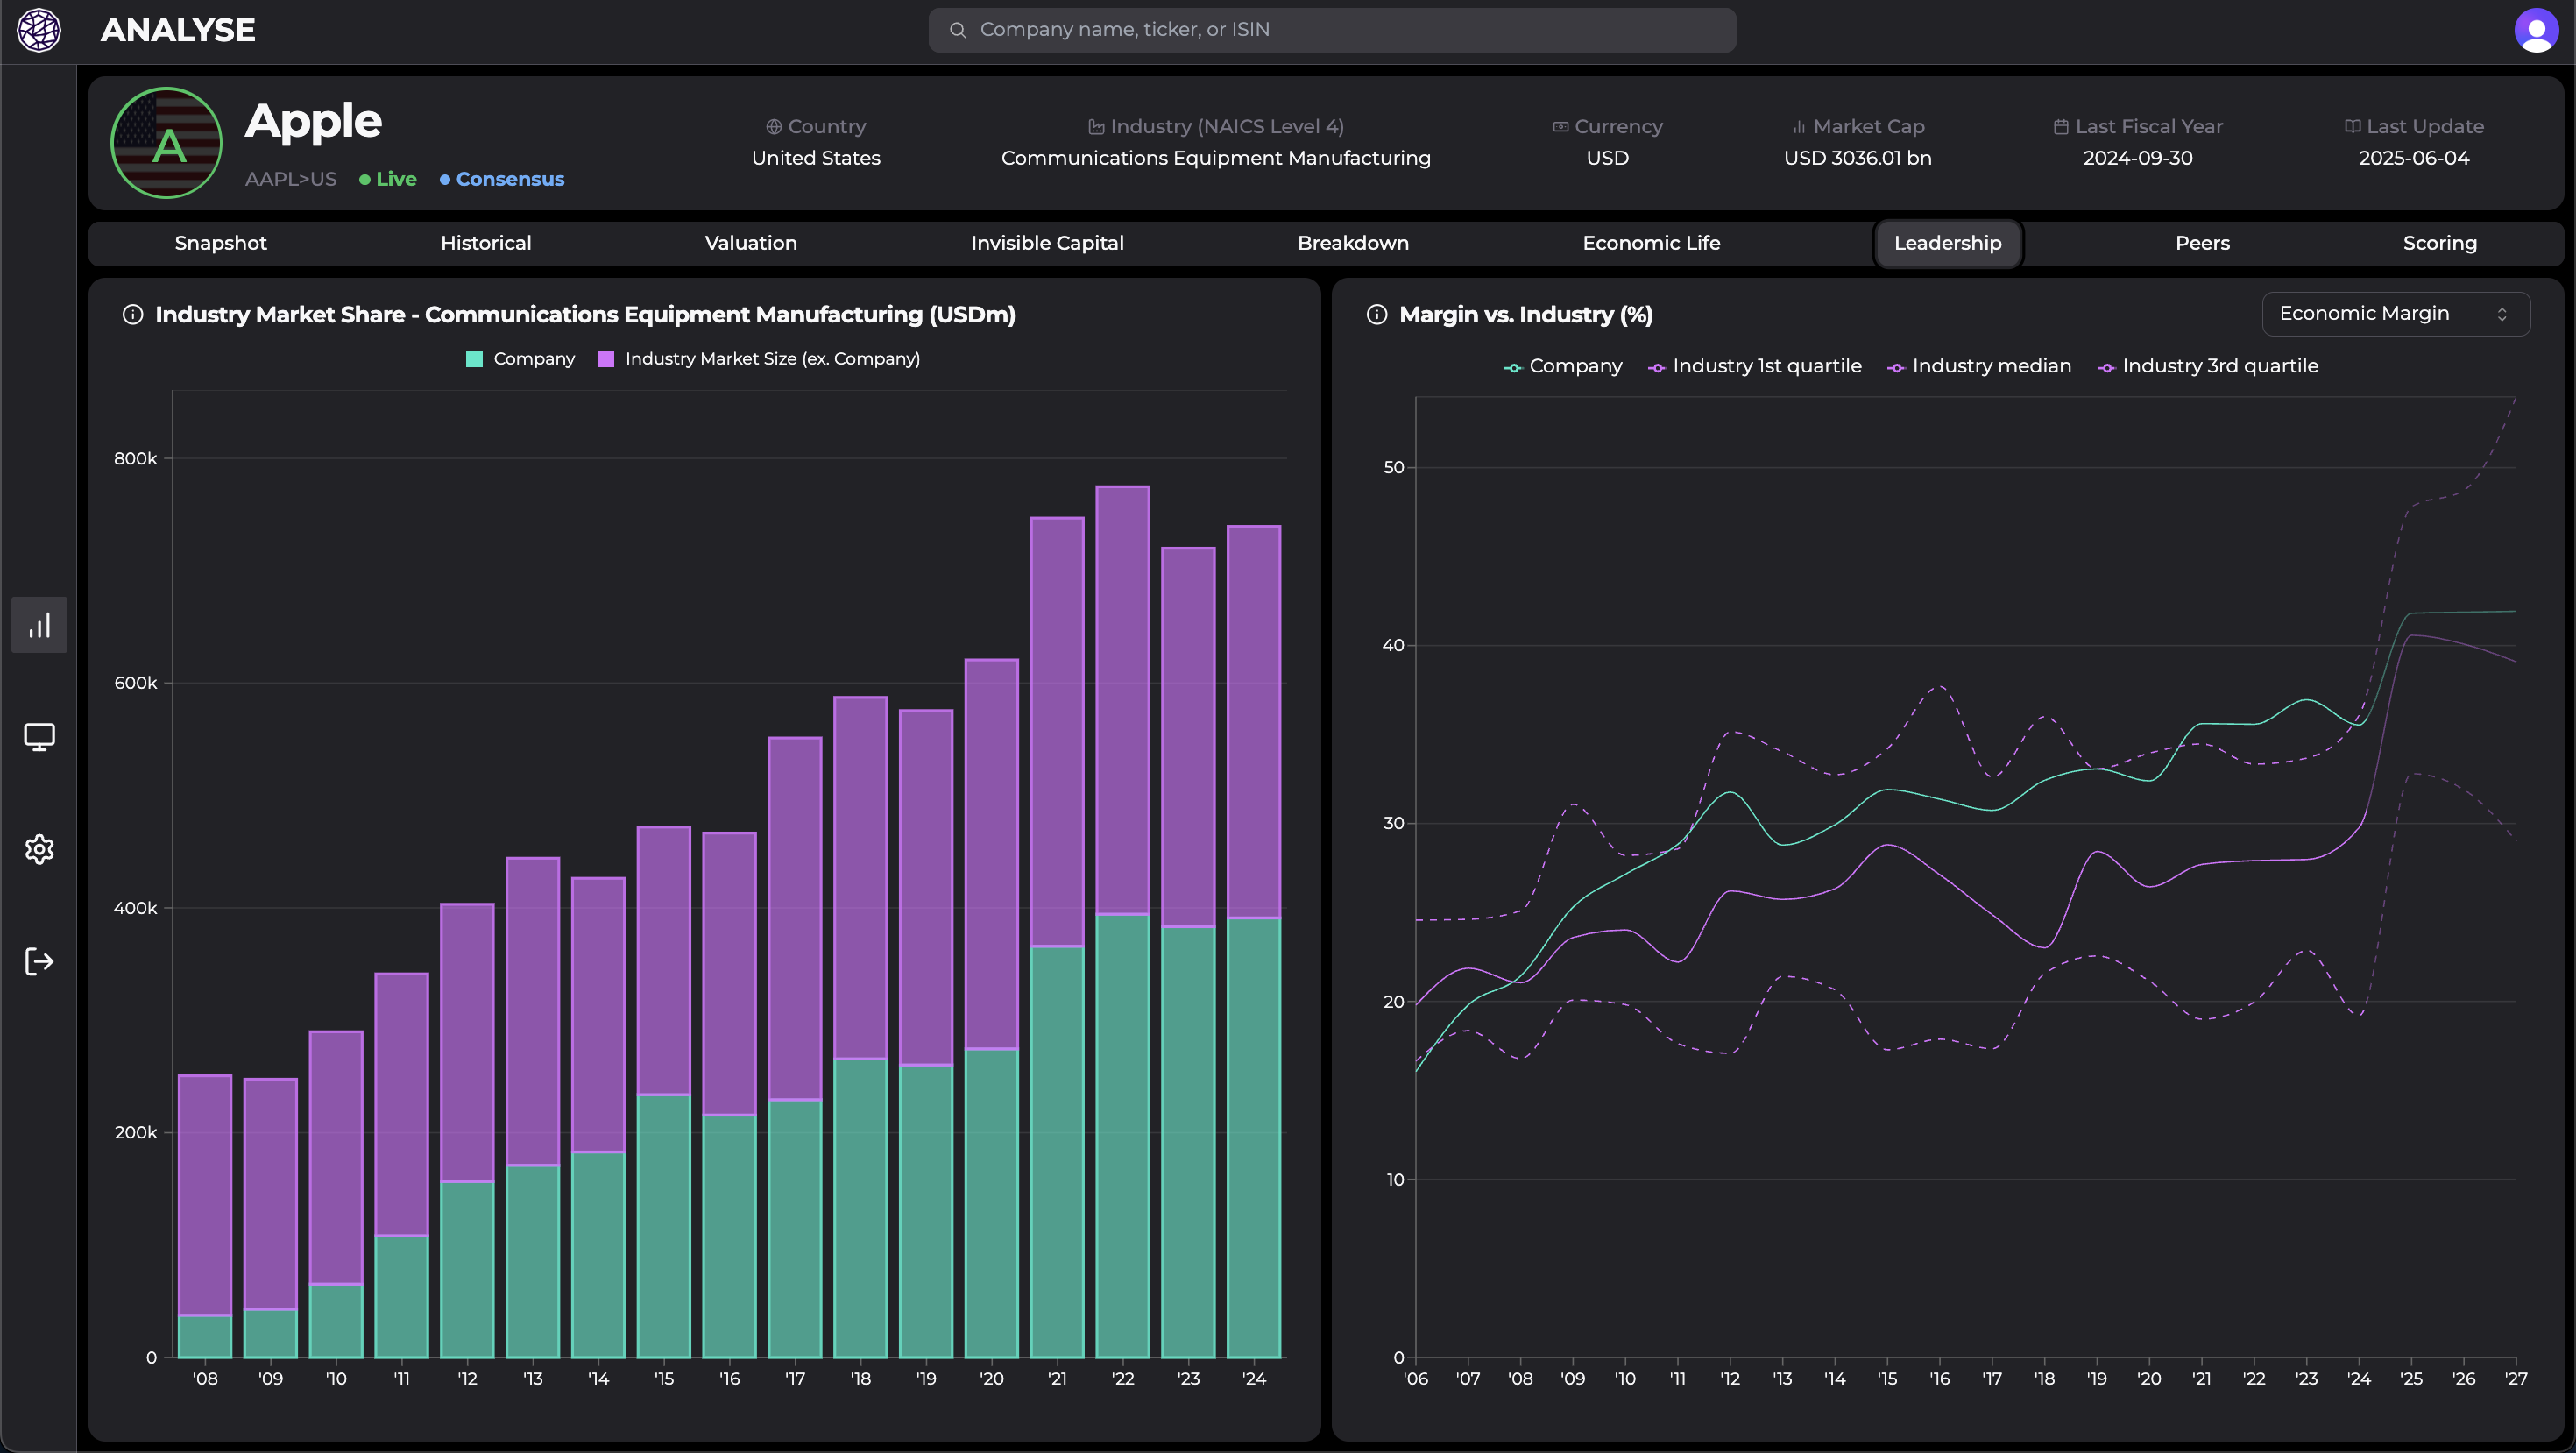 ANALYSE
Company name, ticker, or ISIN
A
Apple
AAPL>US Live Consensus
Country
United States
Industry (NAICS Level 4)
Communications Equipment Manufacturing
Currency
USD
Market Cap
USD 3036.01 bn
Last Fiscal Year
2024-09-30
Last Update
2025-06-04
Snapshot Historical Valuation Invisible Capital Breakdown Economic Life Leadership Peers Scoring
Industry Market Share - Communications Equipment Manufacturing (USDm)
Company Industry Market Size (ex. Company)
800k
600k
400k
200k
0
'08 '09 '10 '11 '12 '13 '14 '15 '16 '17 '18 '19 '20 '21 '22 '23 '24
Margin vs. Industry (%)
Economic Margin
Company Industry 1st quartile Industry median Industry 3rd quartile
50
40
30
20
10
0
'06 '07 '08 '09 '10 '11 '12 '13 '14 '15 '16 '17 '18 '19 '20 '21 '22 '23 '24 '25 '26 '27